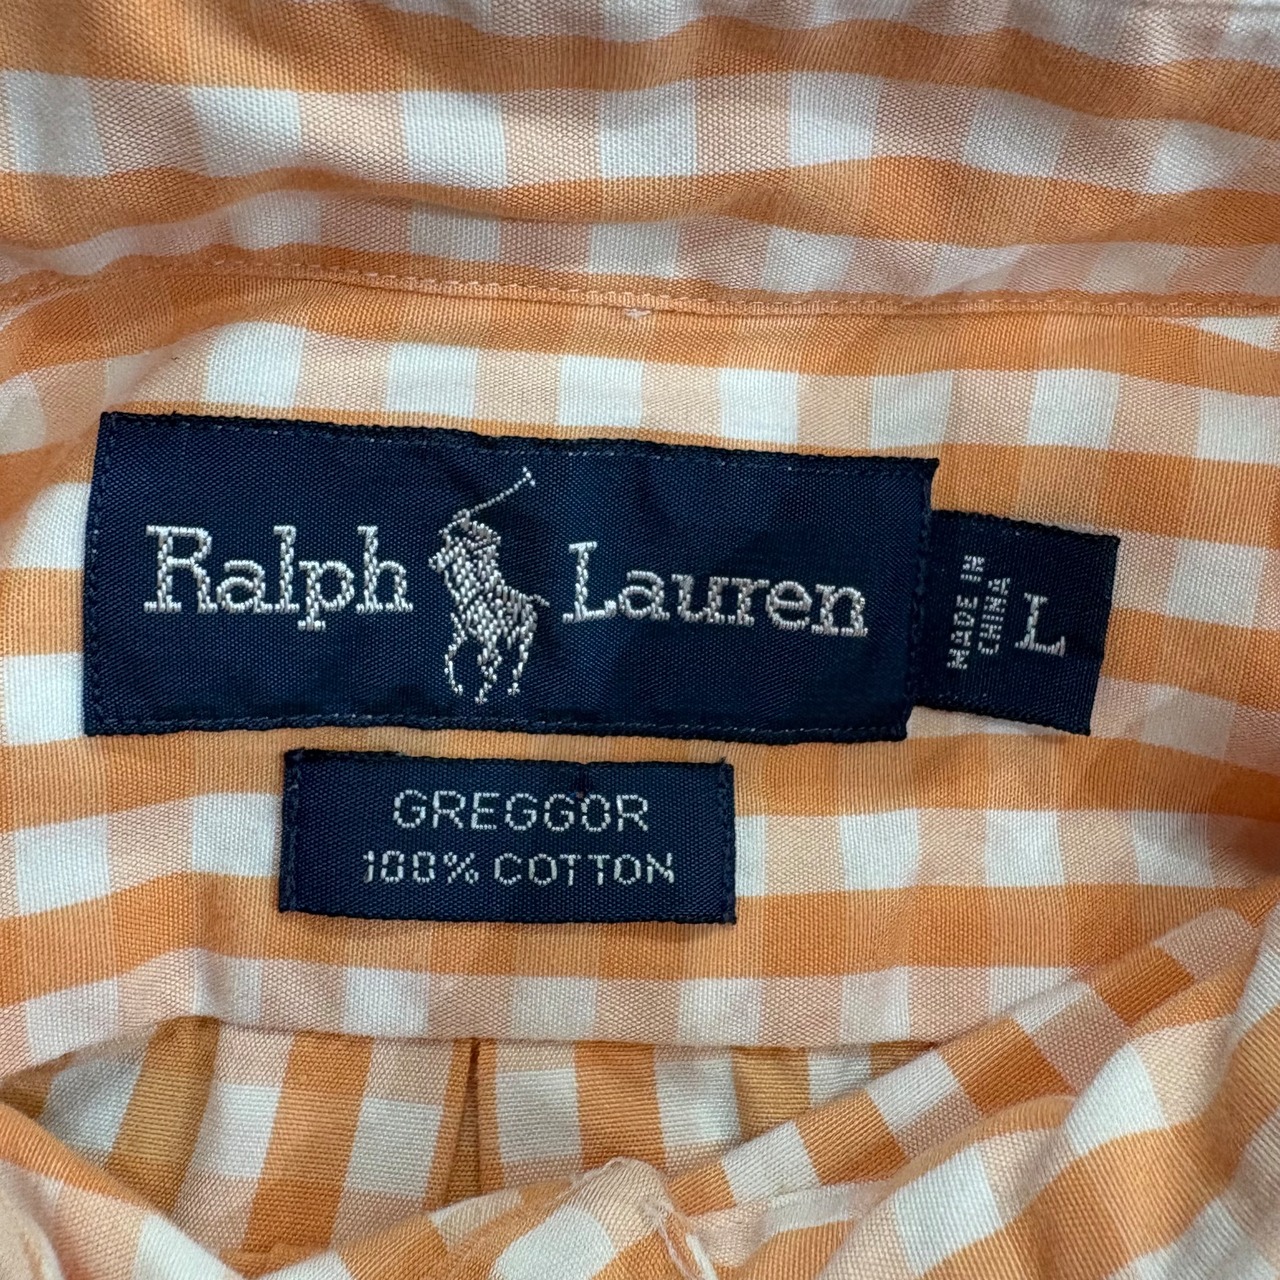 Ralph Lauren
MADE IN
CHINA
L
GREGGOR
100% COTTON